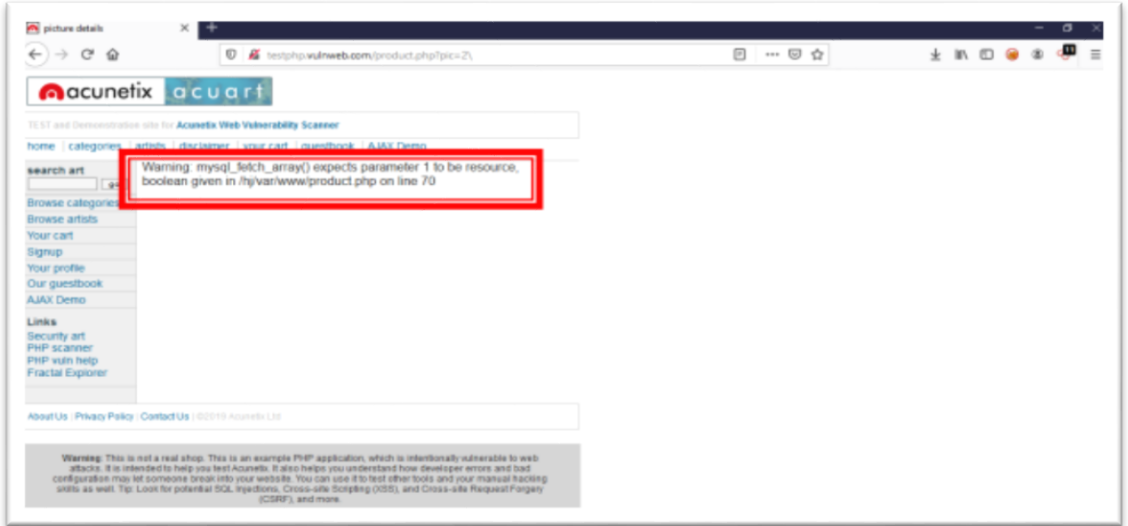 picture details
testphp.vulnweb.com/product.php?pic=2\
11
acunetix acuart
TEST and Demonstration site for Acunetix Web Vulnerability Scanner
home | categories | artists | disclaimer | your cart | guestbook | AJAX Demo
search art
Warning: mysql_fetch_array() expects parameter 1 to be resource,
boolean given in /hj/var/www/product.php on line 70
Browse categories
Browse artists
Your cart
Signup
Your profile
Our guestbook
AJAX Demo
Links
Security art
PHP scanner
PHP vuln help
Fractal Explorer
About Us | Privacy Policy | Contact Us | ©2019 Acunetix Ltd
Warning: This is not a real shop. This is an example PHP application, which is intentionally vulnerable to web
attacks. It is intended to help you test Acunetix. It also helps you understand how developer errors and bad
configuration may let someone break into your website. You can use it to test other tools and your manual hacking
skills as well. Tip: Look for potential SQL Injections, Cross-site Scripting (XSS), and Cross-site Request Forgery
(CSRF), and more.